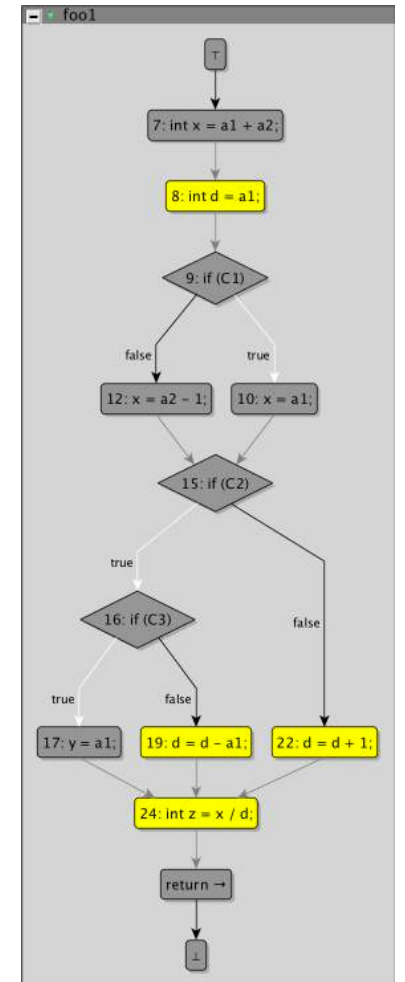 foo1
⊤
7: int x = a1 + a2;
8: int d = a1;
9: if (C1)
false
true
12: x = a2 - 1;
10: x = a1;
15: if (C2)
true
16: if (C3)
false
true
false
17: y = a1;
19: d = d - a1;
22: d = d + 1;
24: int z = x / d;
return →
⊥